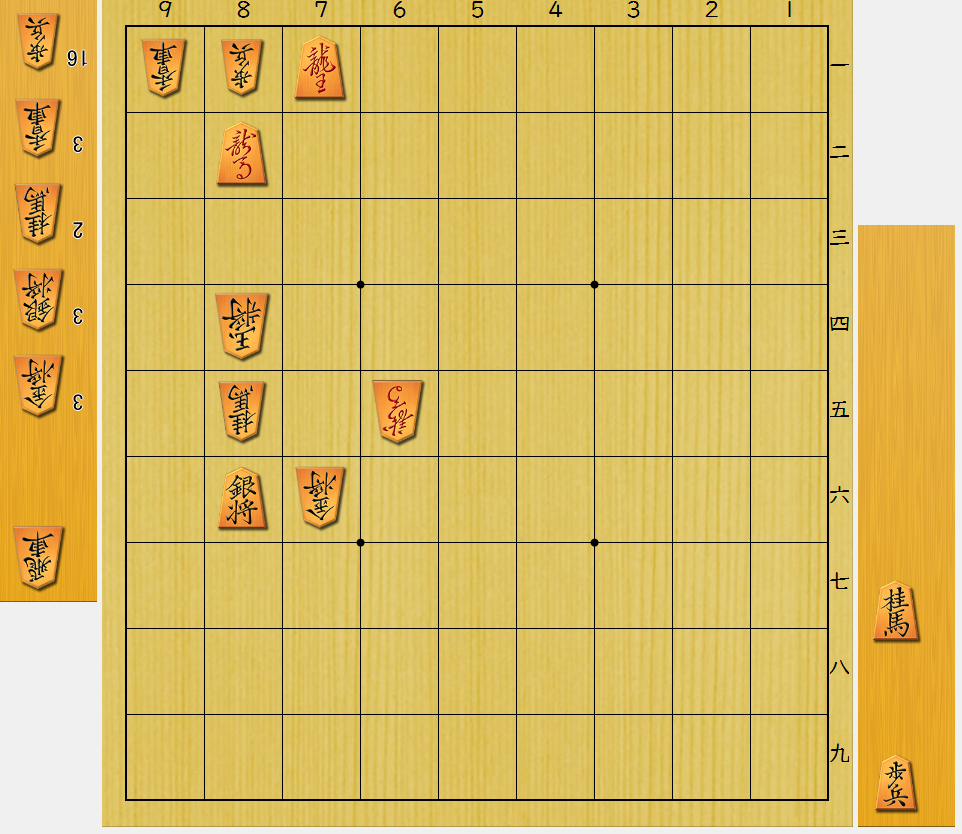 9 8 7 6 5 4 3 2 1
歩兵 16
香車 3
桂馬 2
銀将 3
金将 3
飛車
香車 歩兵 龍王 一
龍馬 二
三
玉将 四
桂馬 龍馬 五
銀将 金将 六
七
八
九
桂馬
歩兵